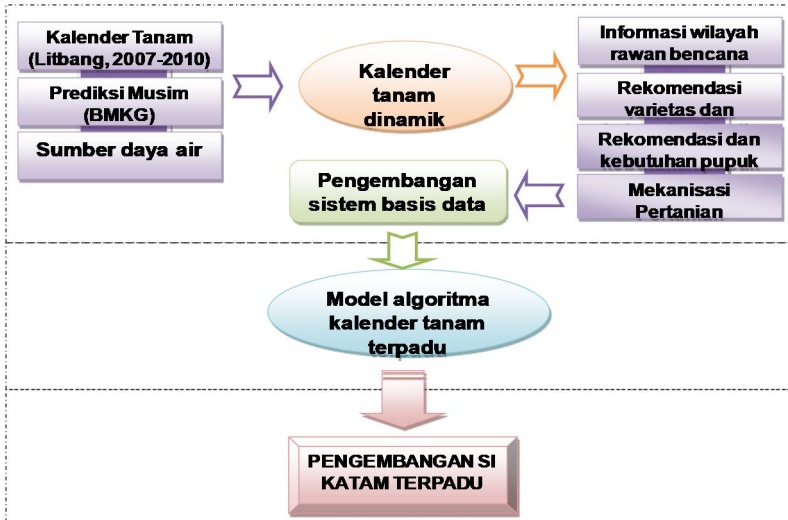 Kalender Tanam
(Litbang, 2007-2010)
Prediksi Musim
(BMKG)
Sumber daya air
Kalender
tanam
dinamik
Informasi wilayah
rawan bencana
Rekomendasi
varietas dan
Rekomendasi dan
kebutuhan pupuk
Mekanisasi
Pertanian
Pengembangan
sistem basis data
Model algoritma
kalender tanam
terpadu
PENGEMBANGAN SI
KATAM TERPADU